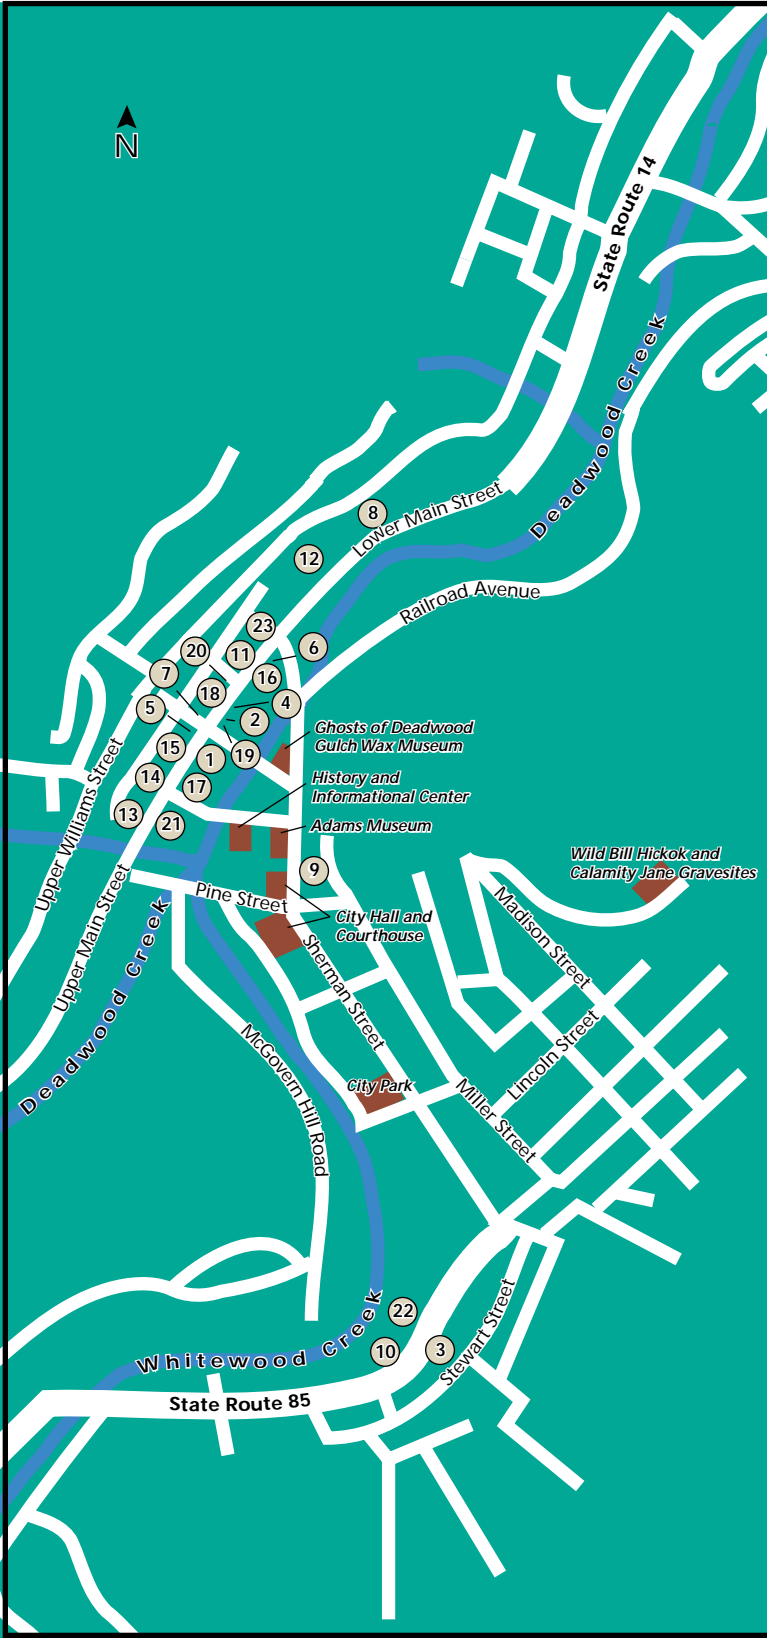 N
State Route 14
Deadwood Creek
8
Lower Main Street
12
Railroad Avenue
23
6
20
11
7
16
18
4
5
2
Ghosts of Deadwood
Gulch Wax Museum
15
1
19
14
17
History and
Informational Center
13
21
Adams Museum
Upper Williams Street
9
Wild Bill Hickok and
Calamity Jane Gravesites
Pine Street
Upper Main Street
City Hall and
Courthouse
Madison Street
Sherman Street
Deadwood Creek
Lincoln Street
McGovern Hill Road
City Park
Miller Street
22
10
3
Stewart Street
Whitewood Creek
State Route 85